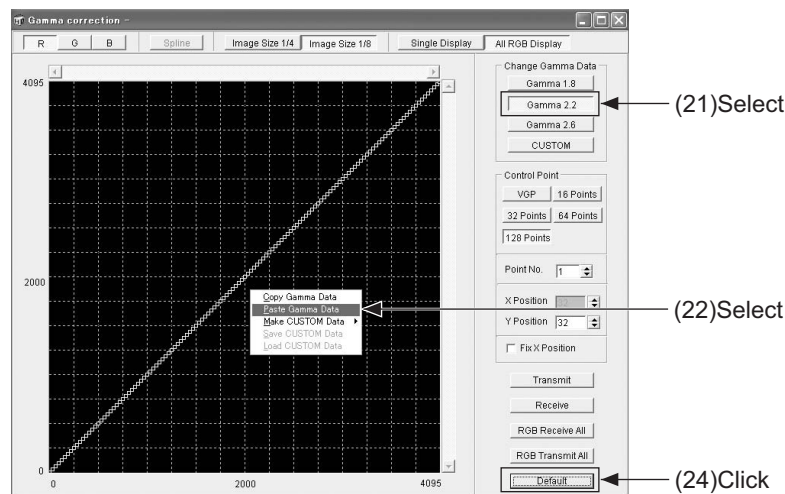 Gamma correction -
R G B Spline Image Size 1/4 Image Size 1/8 Single Display All RGB Display
4095
2000
0
0 2000 4095
Copy Gamma Data
Paste Gamma Data
Make CUSTOM Data
Save CUSTOM Data
Load CUSTOM Data
Change Gamma Data
Gamma 1.8
Gamma 2.2
Gamma 2.6
CUSTOM
Control Point
VGP 16 Points
32 Points 64 Points
128 Points
Point No. 1
X Position
Y Position 32
Fix X Position
Transmit
Receive
RGB Receive All
RGB Transmit All
Default
(21)Select
(22)Select
(24)Click